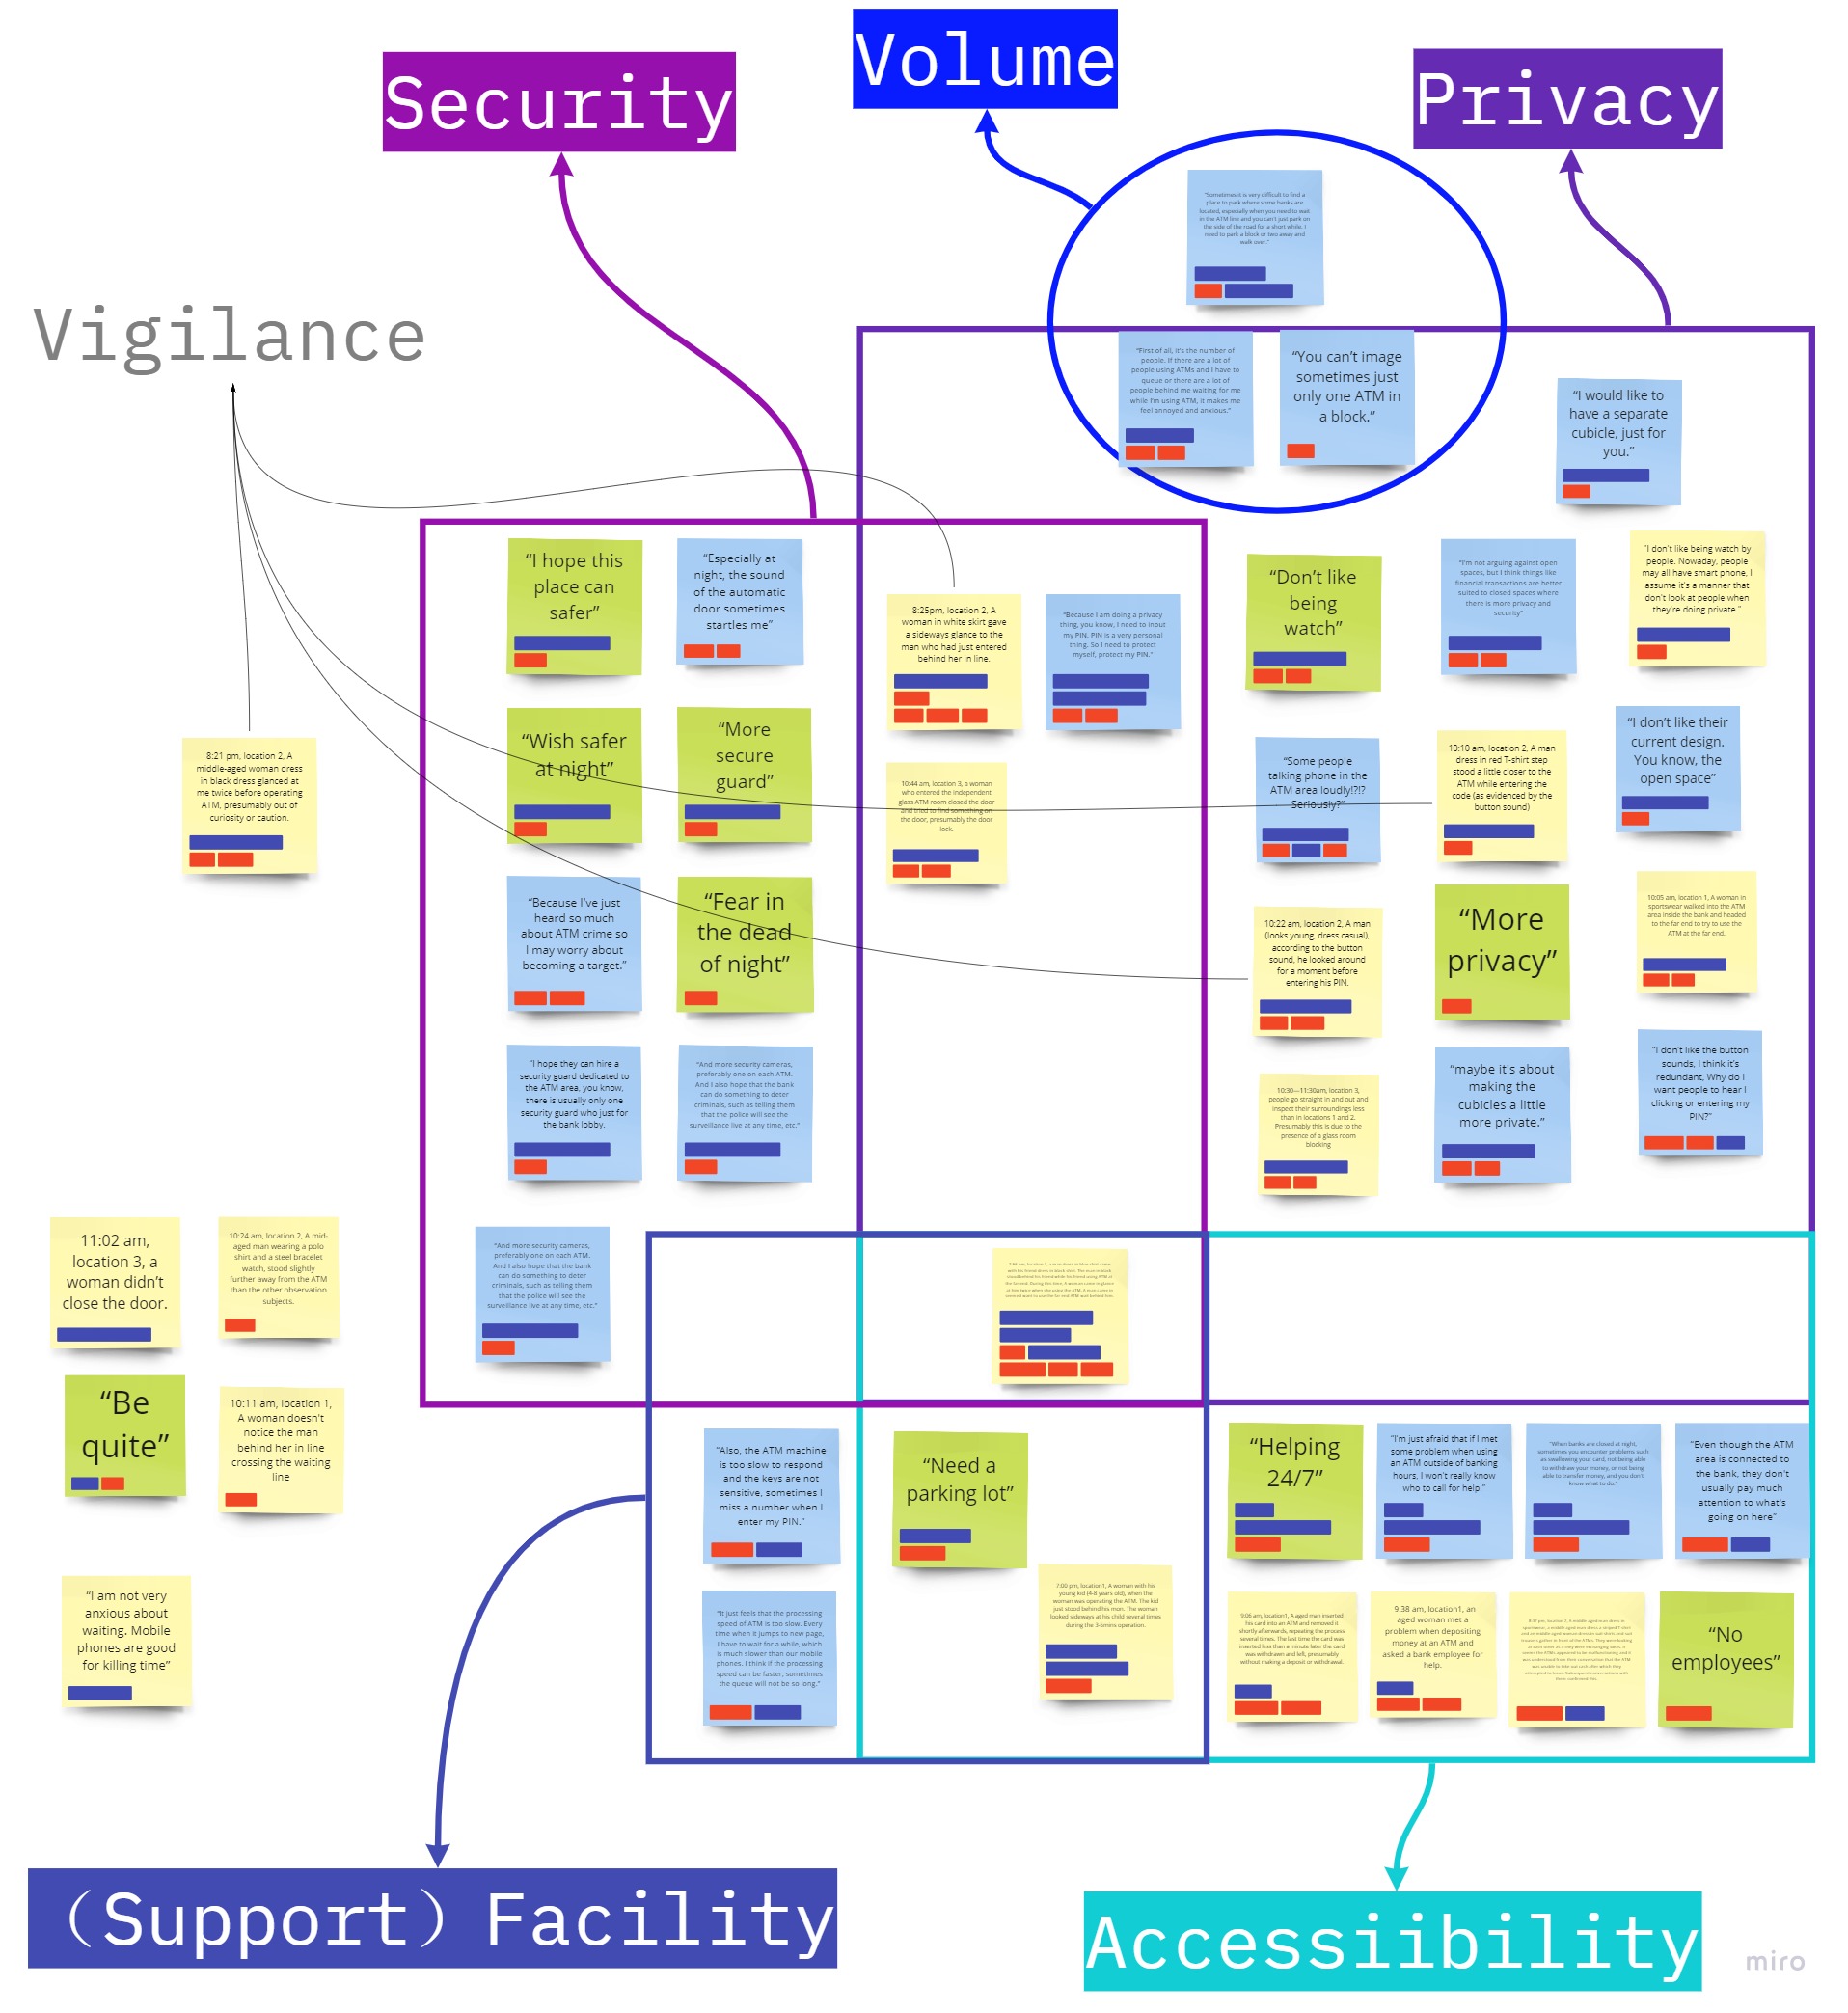 Security
Volume
Privacy
Vigilance
"Sometimes it is very difficult to find a
place to park where some banks are
located, especially when you need to wait
in the ATM line and you can't just park on
the side of the road for a short while. I
need to park a block or two away and
walk over."
"First of all, it's the number of
people. If there are a lot of
people using ATMs and I have to
queue or there are a lot of
people behind me waiting for me
while I'm using ATM, it makes me
feel annoyed and anxious."
"You can't image
sometimes just
only one ATM in
a block."
"I would like to
have a separate
cubicle, just for
you."
"I hope this
place can
safer"
"Especially at
night, the sound
of the automatic
door sometimes
startles me"
8:25pm, location 2, A
woman in white skirt gave
a sideways glance to the
man who had just entered
behind her in line.
"Because I am doing a privacy
thing, you know, I need to input
my PIN. PIN is a very personal
thing. So I need to protect
myself, protect my PIN."
"Don't like
being
watch"
"I'm not arguing against open
spaces, but I think things like
financial transactions are better
suited to closed spaces where
there is more privacy and
security"
"I don't like being watch by
people. Nowaday, people
may all have smart phone, I
assume it's a manner that
don't look at people when
they're doing private."
8:21 pm, location 2, A
middle-aged woman dress
in black dress glanced at
me twice before operating
ATM, presumably out of
curiosity or caution.
"Wish safer
at night"
"More
secure
guard"
10:44 am, location 3, a woman
who entered the independent
glass ATM room closed the door
and tried to find something on
the door, presumably the door
lock.
"Some people
talking phone in the
ATM area loudly!?!?
Seriously?"
10:10 am, location 2, A man
dress in red T-shirt step
stood a little closer to the
ATM while entering the
code (as evidenced by the
button sound)
"I don't like their
current design.
You know, the
open space"
"Because I've just
heard so much
about ATM crime so
I may worry about
becoming a target."
"Fear in
the dead
of night"
10:22 am, location 2, A man
(looks young, dress casual),
according to the button
sound, he looked around
for a moment before
entering his PIN.
"More
privacy"
10:05 am, location 1, A woman in
sportswear walked into the ATM
area inside the bank and headed
to the far end to try to use the
ATM at the far end.
"I hope they can hire a
security guard dedicated to
the ATM area, you know,
there is usually only one
security guard who just for
the bank lobby.
"And more security cameras,
preferably one on each ATM.
And I also hope that the bank
can do something to deter
criminals, such as telling them
that the police will see the
surveillance live at any time, etc."
10:30—11:30am, location 3,
people go straight in and out and
inspect their surroundings less
than in locations 1 and 2.
Presumably this is due to the
presence of a glass room
blocking
"maybe it's about
making the
cubicles a little
more private."
"I don't like the button
sounds, I think it's
redundant, Why do I
want people to hear I
clicking or entering my
PIN?"
11:02 am,
location 3, a
woman didn't
close the door.
10:24 am, location 2, A mid-
aged man wearing a polo
shirt and a steel bracelet
watch, stood slightly
further away from the ATM
than the other observation
subjects.
"And more security cameras,
preferably one on each ATM.
And I also hope that the bank
can do something to deter
criminals, such as telling them
that the police will see the
surveillance live at any time, etc."
"Be
quite"
10:11 am, location 1,
A woman doesn't
notice the man
behind her in line
crossing the waiting
line
"Also, the ATM machine
is too slow to respond
and the keys are not
sensitive, sometimes I
miss a number when I
enter my PIN."
"Need a
parking lot"
"Helping
24/7"
"I'm just afraid that if I met
some problem when using
an ATM outside of banking
hours, I won't really know
who to call for help."
"When banks are closed at night,
sometimes you encounter problems such
as swallowing your card, not being able
to withdraw your money, or not being
able to transfer money, and you don't
know what to do."
"Even though the ATM
area is connected to
the bank, they don't
usually pay much
attention to what's
going on here"
"I am not very
anxious about
waiting. Mobile
phones are good
for killing time"
"It just feels that the processing
speed of ATM is too slow. Every
time when it jumps to new page,
I have to wait for a while, which
is much slower than our mobile
phones. I think if the processing
speed can be faster, sometimes
the queue will not be so long."
7:00 pm, location1, A woman with his
young kid (4-8 years old), when the
woman was operating the ATM. The kid
just stood behind his mon. The woman
looked sideways at his child several times
during the 3-5mins operation.
9:06 am, location1, A aged man inserted
his card into an ATM and removed it
shortly afterwards, repeating the process
several times. The last time the card was
inserted less than a minute later the card
was withdrawn and left, presumably
without making a deposit or withdrawal.
9:38 am, location1, an
aged woman met a
problem when depositing
money at an ATM and
asked a bank employee for
help.
"No
employees"
（Support）Facility
Accessiibility
miro